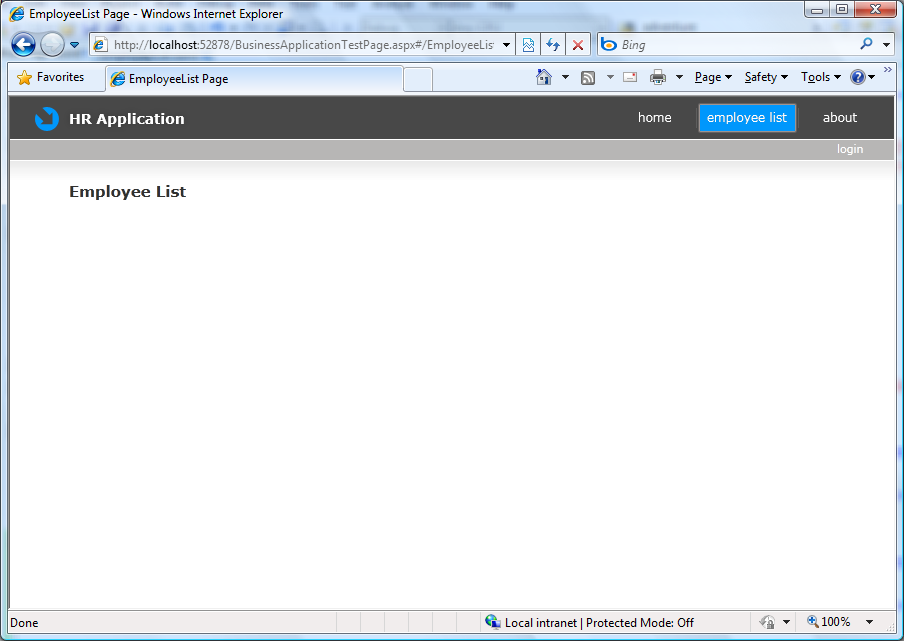 EmployeeList Page - Windows Internet Explorer
http://localhost:52878/BusinessApplicationTestPage.aspx#/EmployeeLis
Bing
Favorites
EmployeeList Page
Page
Safety
Tools
HR Application
home
employee list
about
login
Employee List
Done
Local intranet | Protected Mode: Off
100%